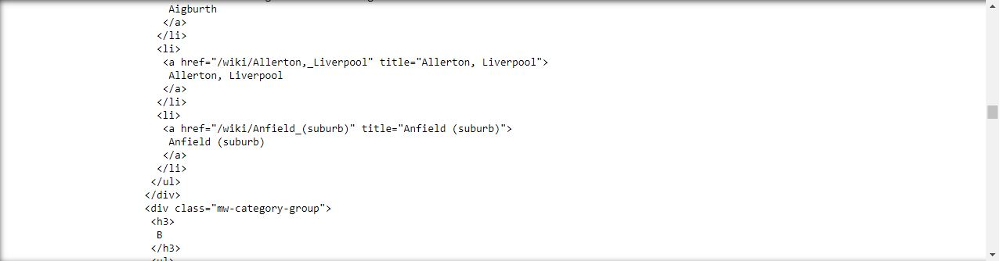 Aigburth
</a>
</li>
<li>
<a href="/wiki/Allerton,_Liverpool" title="Allerton, Liverpool">
Allerton, Liverpool
</a>
</li>
<li>
<a href="/wiki/Anfield_(suburb)" title="Anfield (suburb)">
Anfield (suburb)
</a>
</li>
</ul>
</div>
<div class="mw-category-group">
<h3>
B
</h3>
<ul>